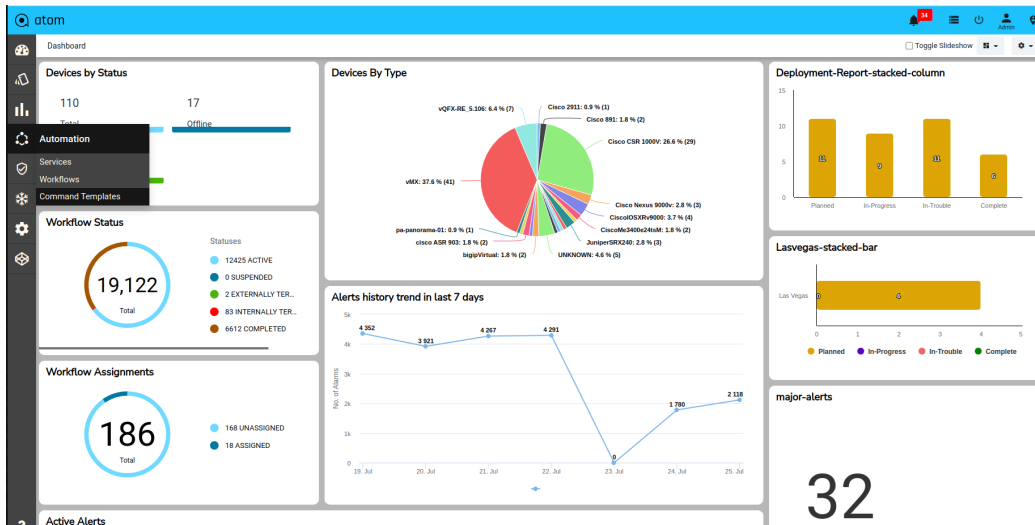 atom
34
Admin
Dashboard
Toggle Slideshow
Devices by Status
110
17
Total
Offline
Automation
Services
Workflows
Command Templates
Workflow Status
19,122
Total
Statuses
12425 ACTIVE
0 SUSPENDED
2 EXTERNALLY TER...
83 INTERNALLY TER...
6612 COMPLETED
Workflow Assignments
186
Total
168 UNASSIGNED
18 ASSIGNED
Active Alerts
Devices By Type
vQFX-RE_5.106: 6.4 % (7)
Cisco 2911: 0.9 % (1)
Cisco 891: 1.8 % (2)
Cisco CSR 1000V: 26.6 % (29)
vMX: 37.6 % (41)
Cisco Nexus 9000v: 2.8 % (3)
CiscoIOSXRv9000: 3.7 % (4)
pa-panorama-01: 0.9 % (1)
CiscoMe3400e24tsM: 1.8 % (2)
cisco ASR 903: 1.8 % (2)
JuniperSRX240: 2.8 % (3)
bigipVirtual: 1.8 % (2)
UNKNOWN: 4.6 % (5)
Alerts history trend in last 7 days
No. of Alarms
5k
4k
3k
2k
1k
0
4 352
3 921
4 267
4 291
0
1 780
2 118
19. Jul
20. Jul
21. Jul
22. Jul
23. Jul
24. Jul
25. Jul
Deployment-Report-stacked-column
15
10
5
0
11
9
11
6
Planned
In-Progress
In-Trouble
Complete
Lasvegas-stacked-bar
Las Vegas
0
4
0
1
2
3
4
5
Planned
In-Progress
In-Trouble
Complete
major-alerts
32